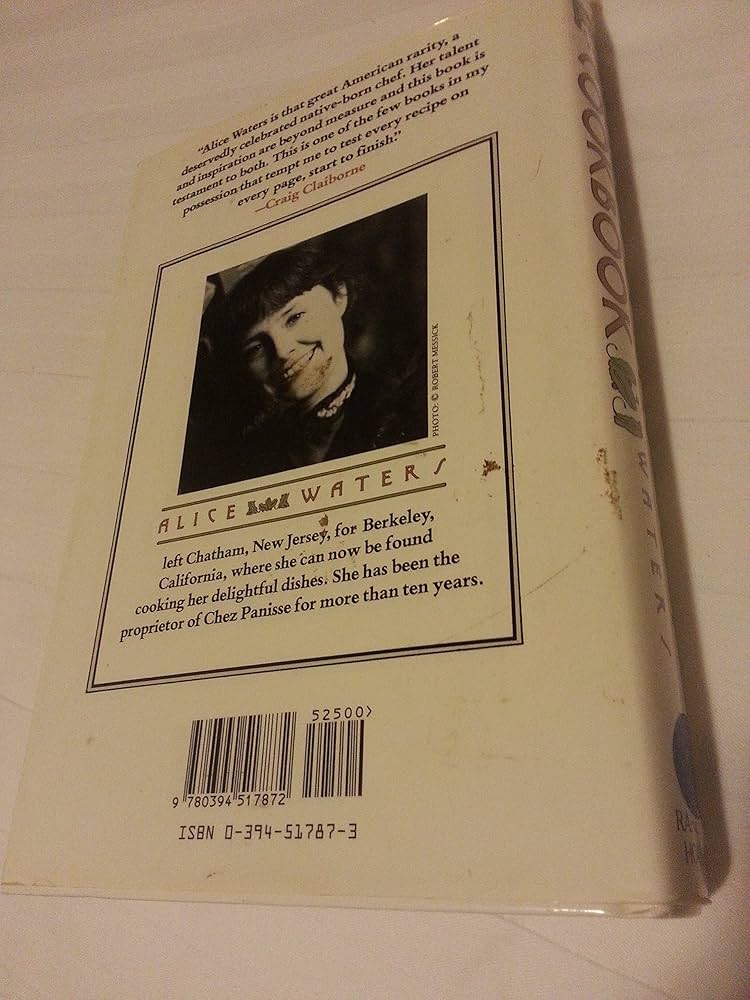 "Alice Waters is that great American rarity, a
deservedly celebrated native-born chef. Her talent
and inspiration are beyond measure and this book is
testament to both. This is one of the few books in my
possession that tempt me to test every recipe on
every page, start to finish."
—Craig Claiborne
PHOTO: © ROBERT MESSICK
ALICE WATERS
left Chatham, New Jersey, for Berkeley,
California, where she can now be found
cooking her delightful dishes. She has been the
proprietor of Chez Panisse for more than ten years.
52500>
9 780394 517872
ISBN 0-394-51787-3
COOKBOOK
WATERS